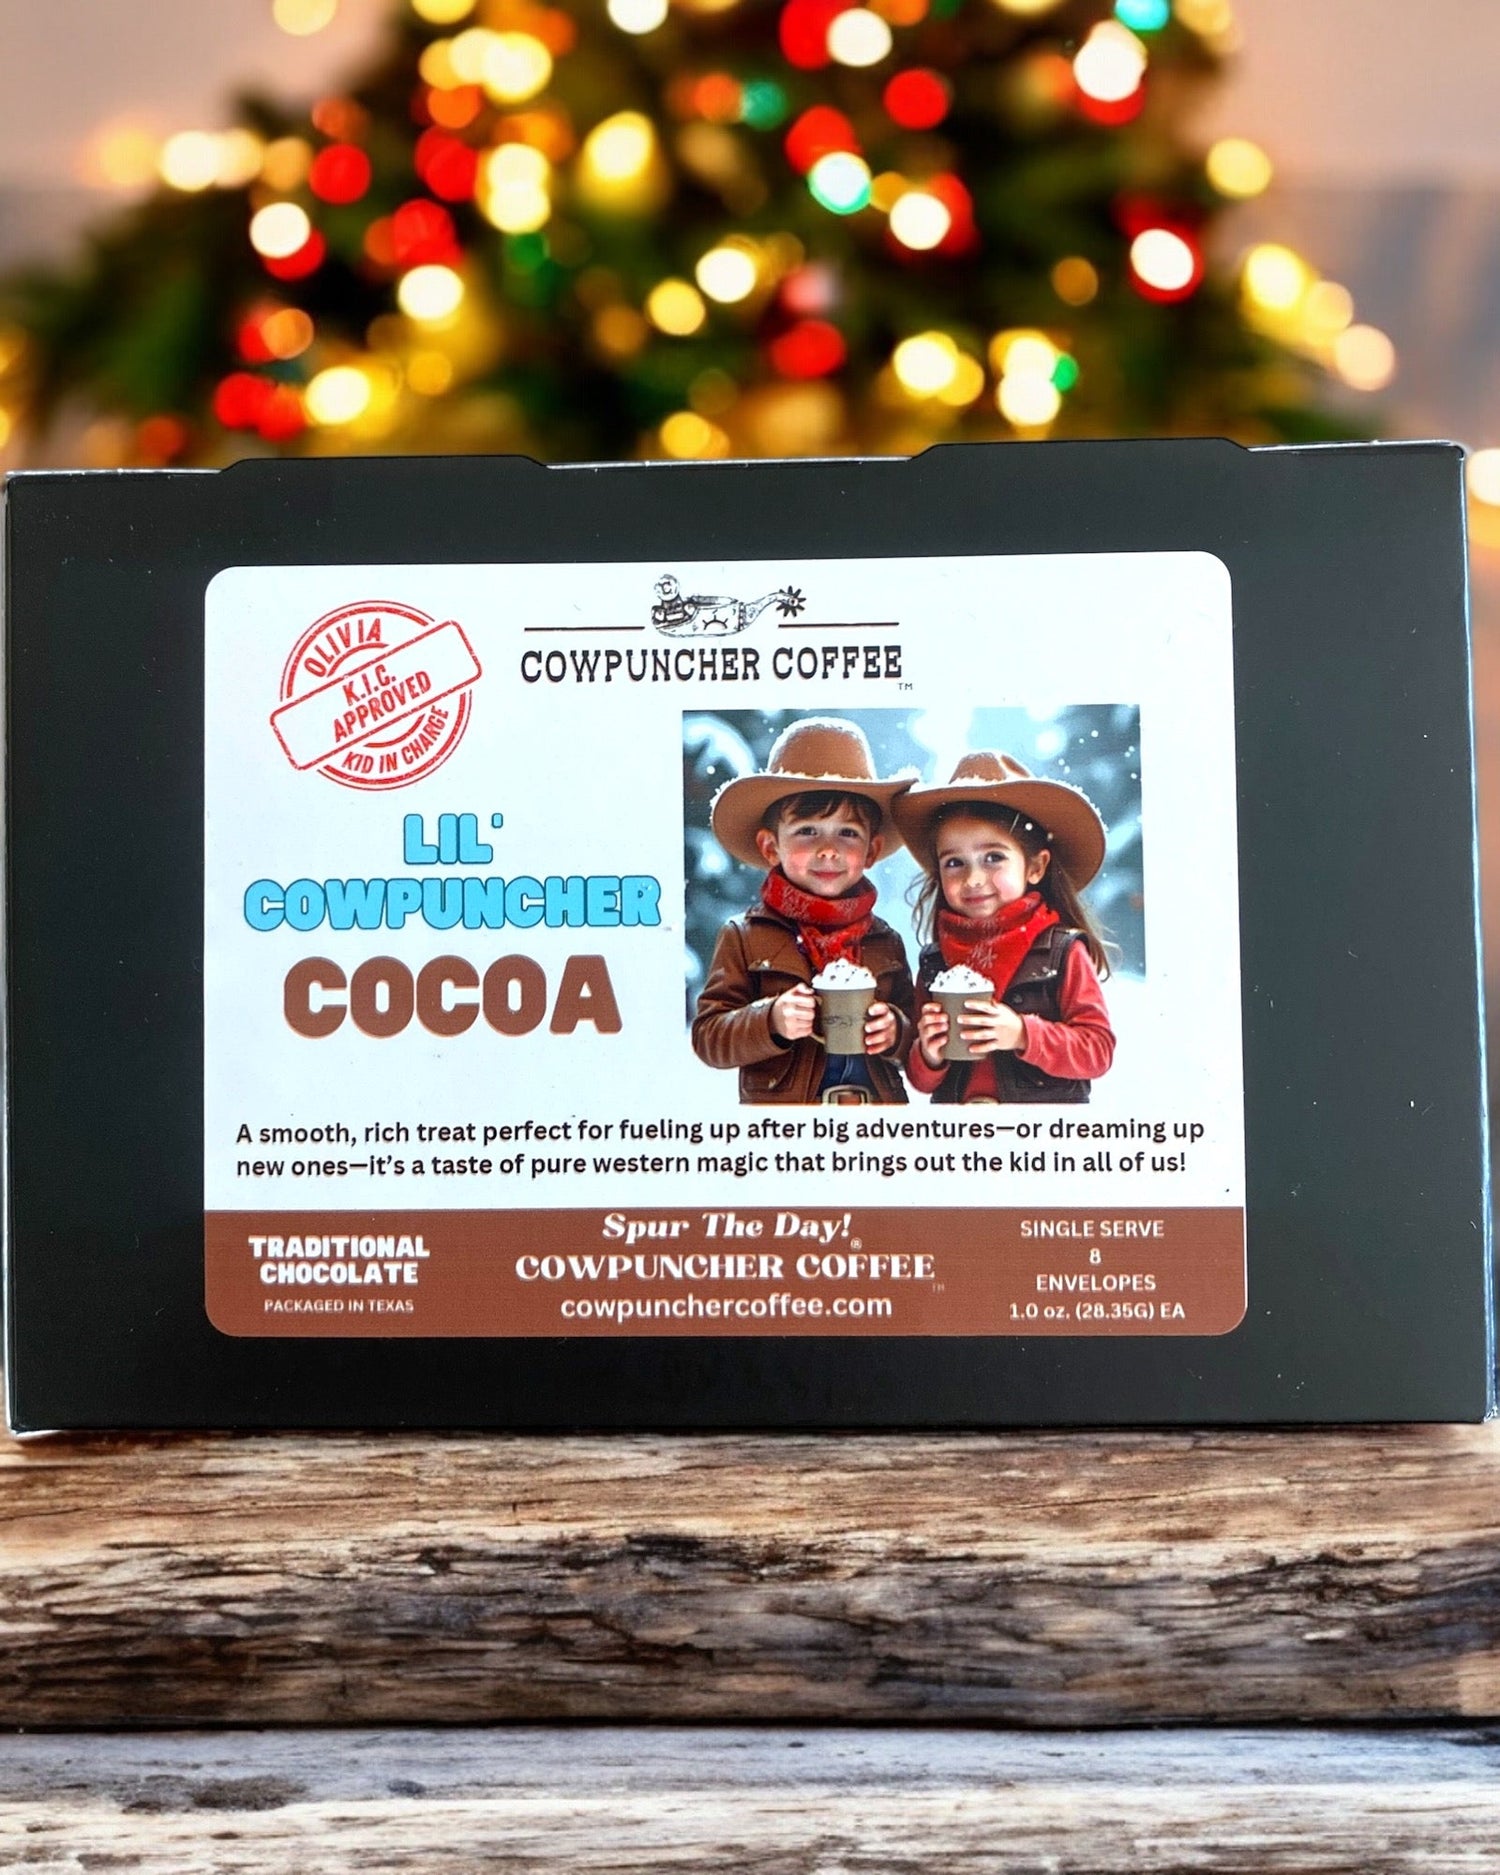 OLIVIA
K.I.C.
APPROVED
KID IN CHARGE
COWPUNCHER COFFEE
TM
LIL'
COWPUNCHER
COCOA
A smooth, rich treat perfect for fueling up after big adventures—or dreaming up
new ones—it's a taste of pure western magic that brings out the kid in all of us!
TRADITIONAL
CHOCOLATE
PACKAGED IN TEXAS
Spur The Day!
®
COWPUNCHER COFFEE
TM
cowpunchercoffee.com
SINGLE SERVE
8
ENVELOPES
1.0 oz. (28.35G) EA